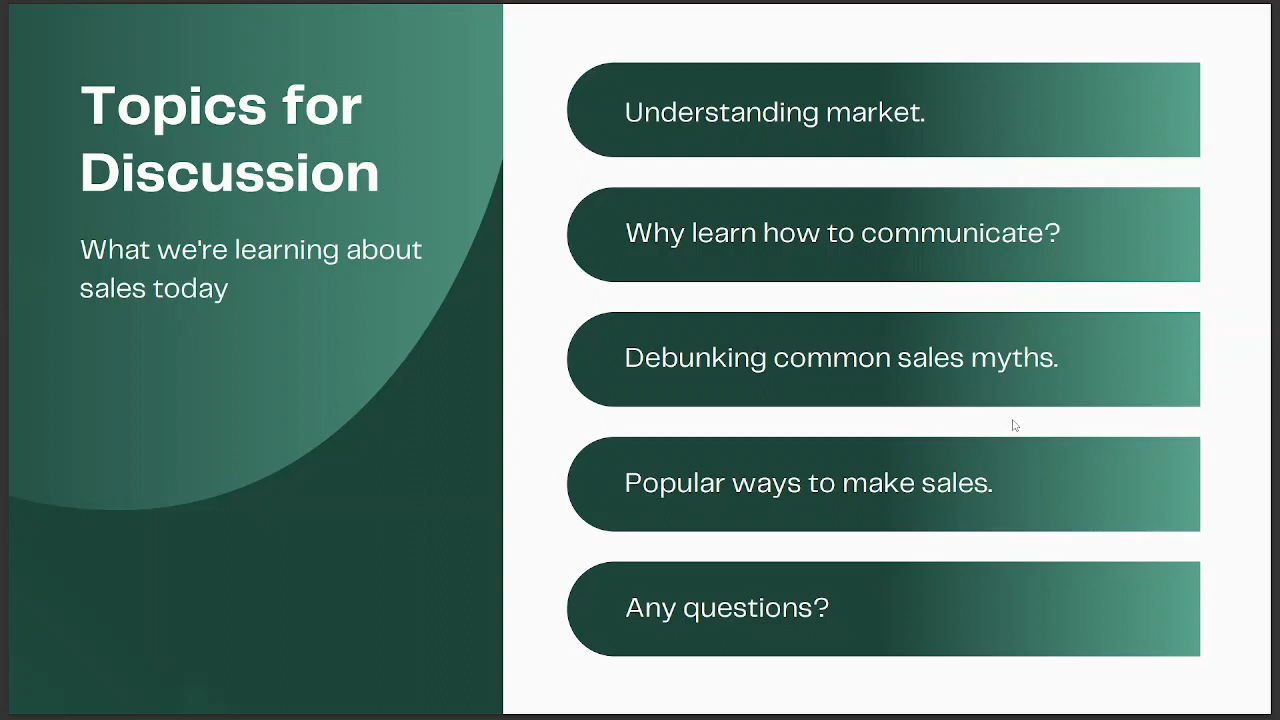 Topics for
Discussion
What we're learning about
sales today
Understanding market.
Why learn how to communicate?
Debunking common sales myths.
Popular ways to make sales.
Any questions?